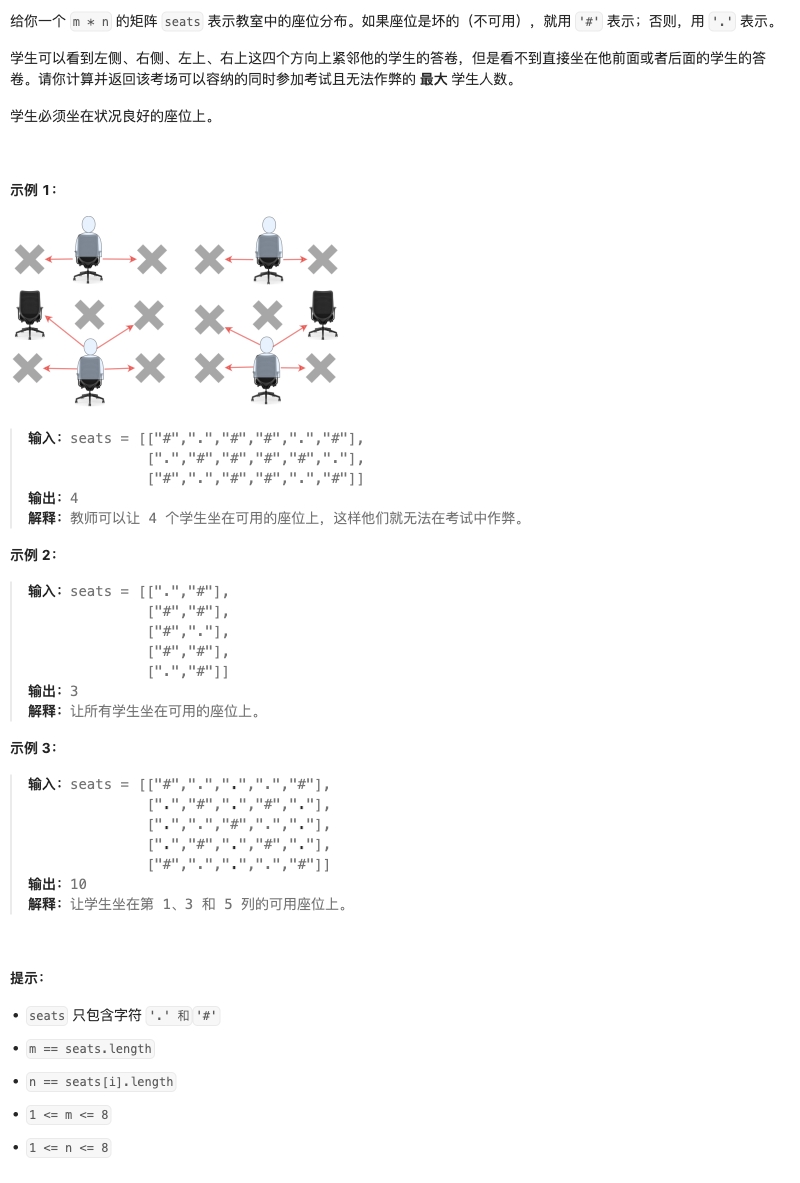 给你一个 m * n 的矩阵 seats 表示教室中的座位分布。如果座位是坏的（不可用），就用 '#' 表示；否则，用 '.' 表示。
学生可以看到左侧、右侧、左上、右上这四个方向上紧邻他的学生的答卷，但是看不到直接坐在他前面或者后面的学生的答
卷。请你计算并返回该考场可以容纳的同时参加考试且无法作弊的 最大 学生人数。
学生必须坐在状况良好的座位上。
示例 1：
输入：seats = [["#",".","#","#",".","#"],
[".","#","#","#","#","."],
["#",".","#","#",".","#"]]
输出：4
解释：教师可以让 4 个学生坐在可用的座位上，这样他们就无法在考试中作弊。
示例 2：
输入：seats = [[".","#"],
["#","#"],
["#","."],
["#","#"],
[".","#"]]
输出：3
解释：让所有学生坐在可用的座位上。
示例 3：
输入：seats = [["#",".",".",".","#"],
[".","#",".","#","."],
[".",".","#",".","."],
[".","#",".","#","."],
["#",".",".",".","#"]]
输出：10
解释：让学生坐在第 1、3 和 5 列的可用座位上。
提示：
• seats 只包含字符 '.' 和'#'
• m == seats.length
• n == seats[i].length
• 1 <= m <= 8
• 1 <= n <= 8